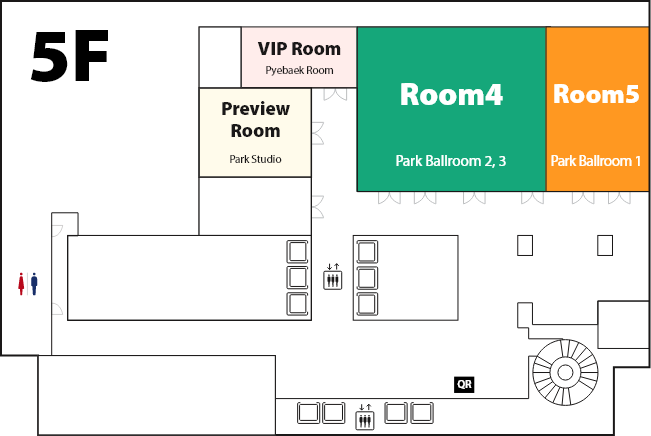 5F
VIP Room
Pyebaek Room
Preview
Room
Park Studio
Room4
Park Ballroom 2, 3
Room5
Park Ballroom 1
QR